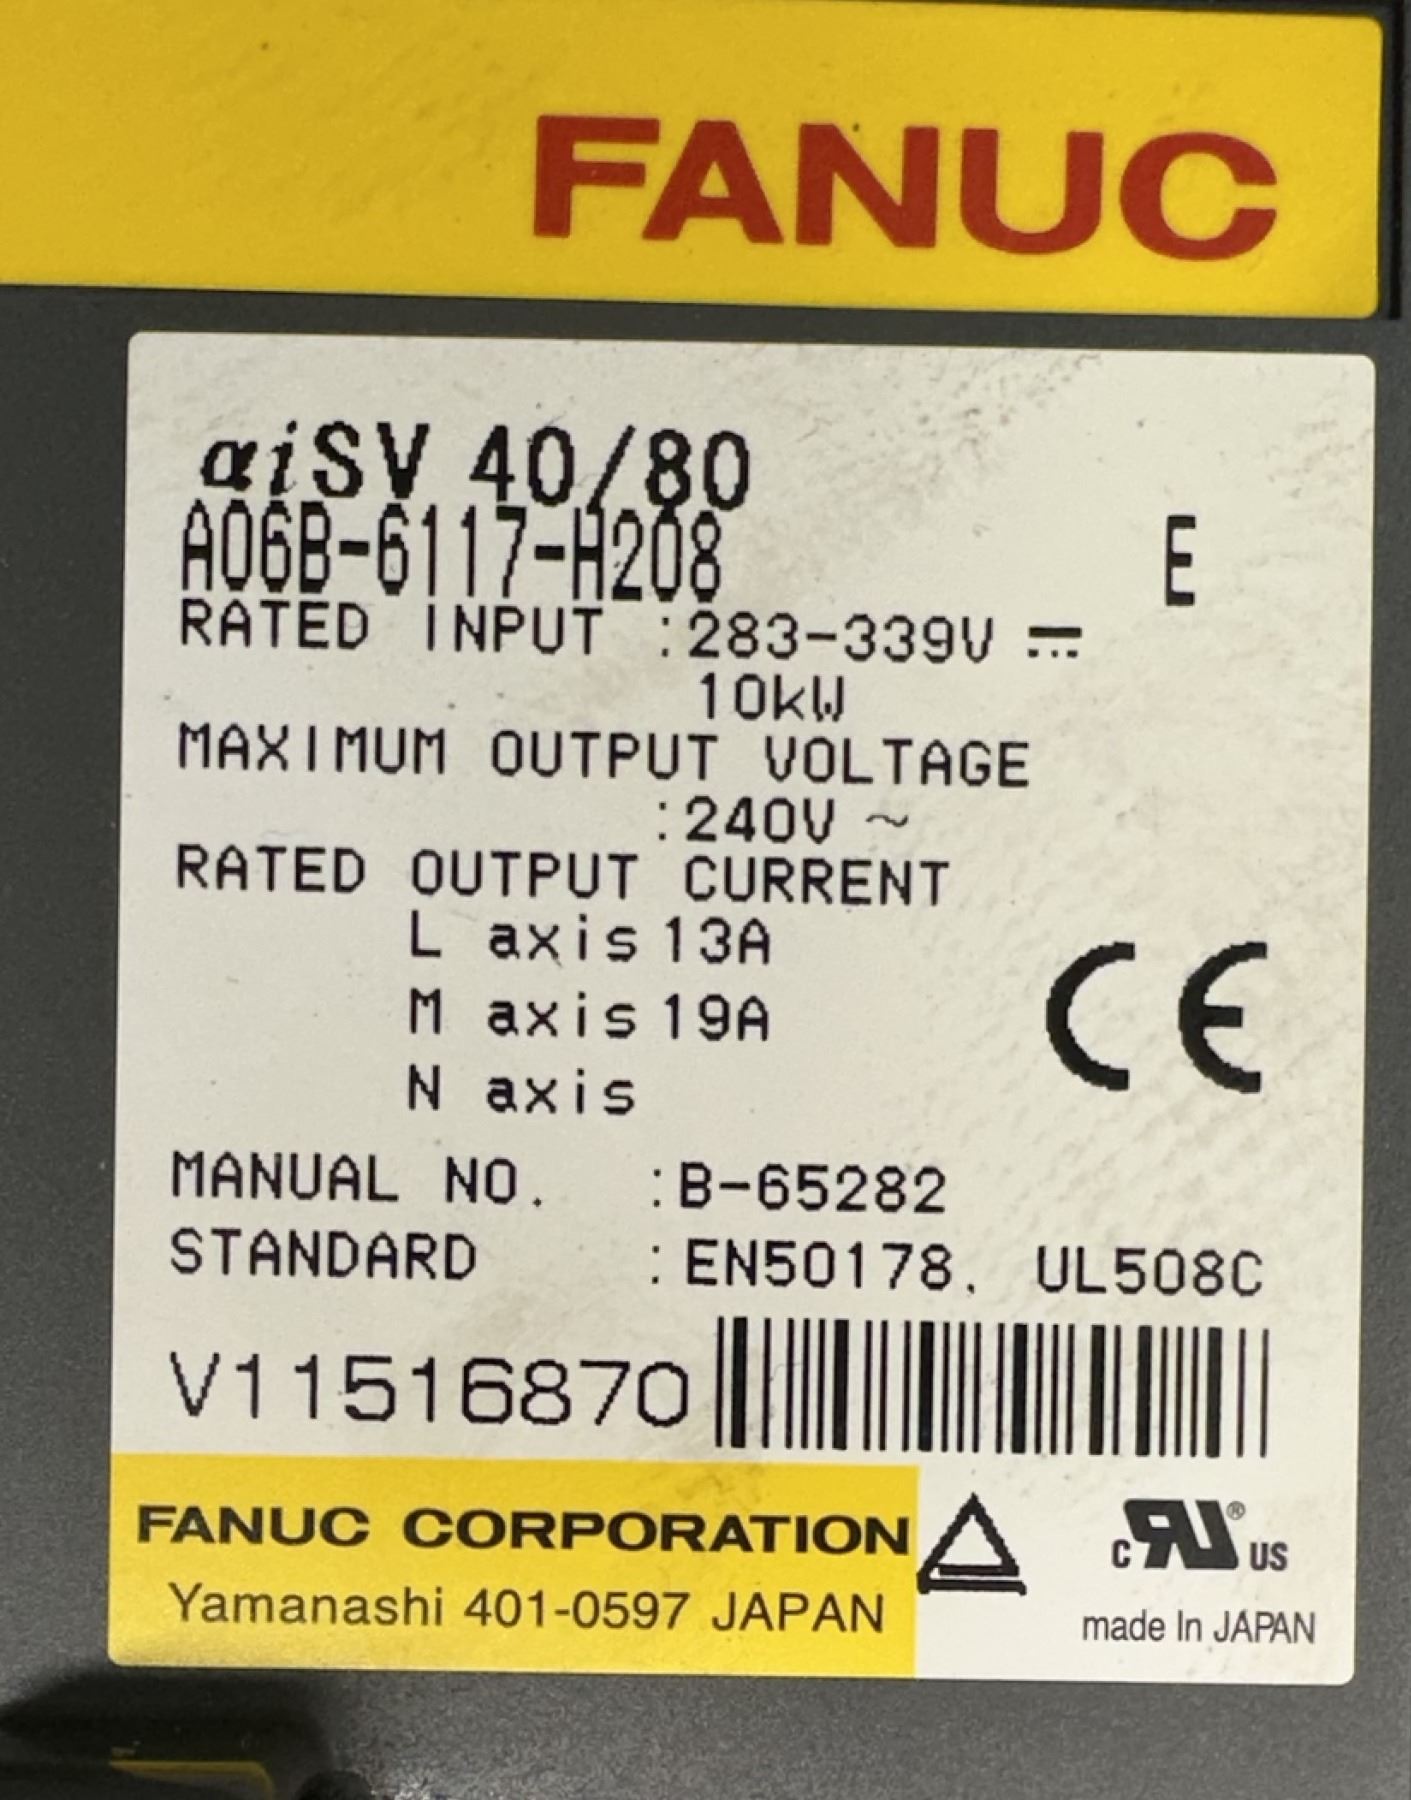 FANUC
αiSV 40/80
A06B-6117-H208 E
RATED INPUT :283-339V ⎓
10kW
MAXIMUM OUTPUT VOLTAGE
:240V ~
RATED OUTPUT CURRENT
L axis 13A
M axis 19A
N axis
CE
MANUAL NO. :B-65282
STANDARD :EN50178. UL508C
V11516870
FANUC CORPORATION
Yamanashi 401-0597 JAPAN
c RU ® US
made In JAPAN